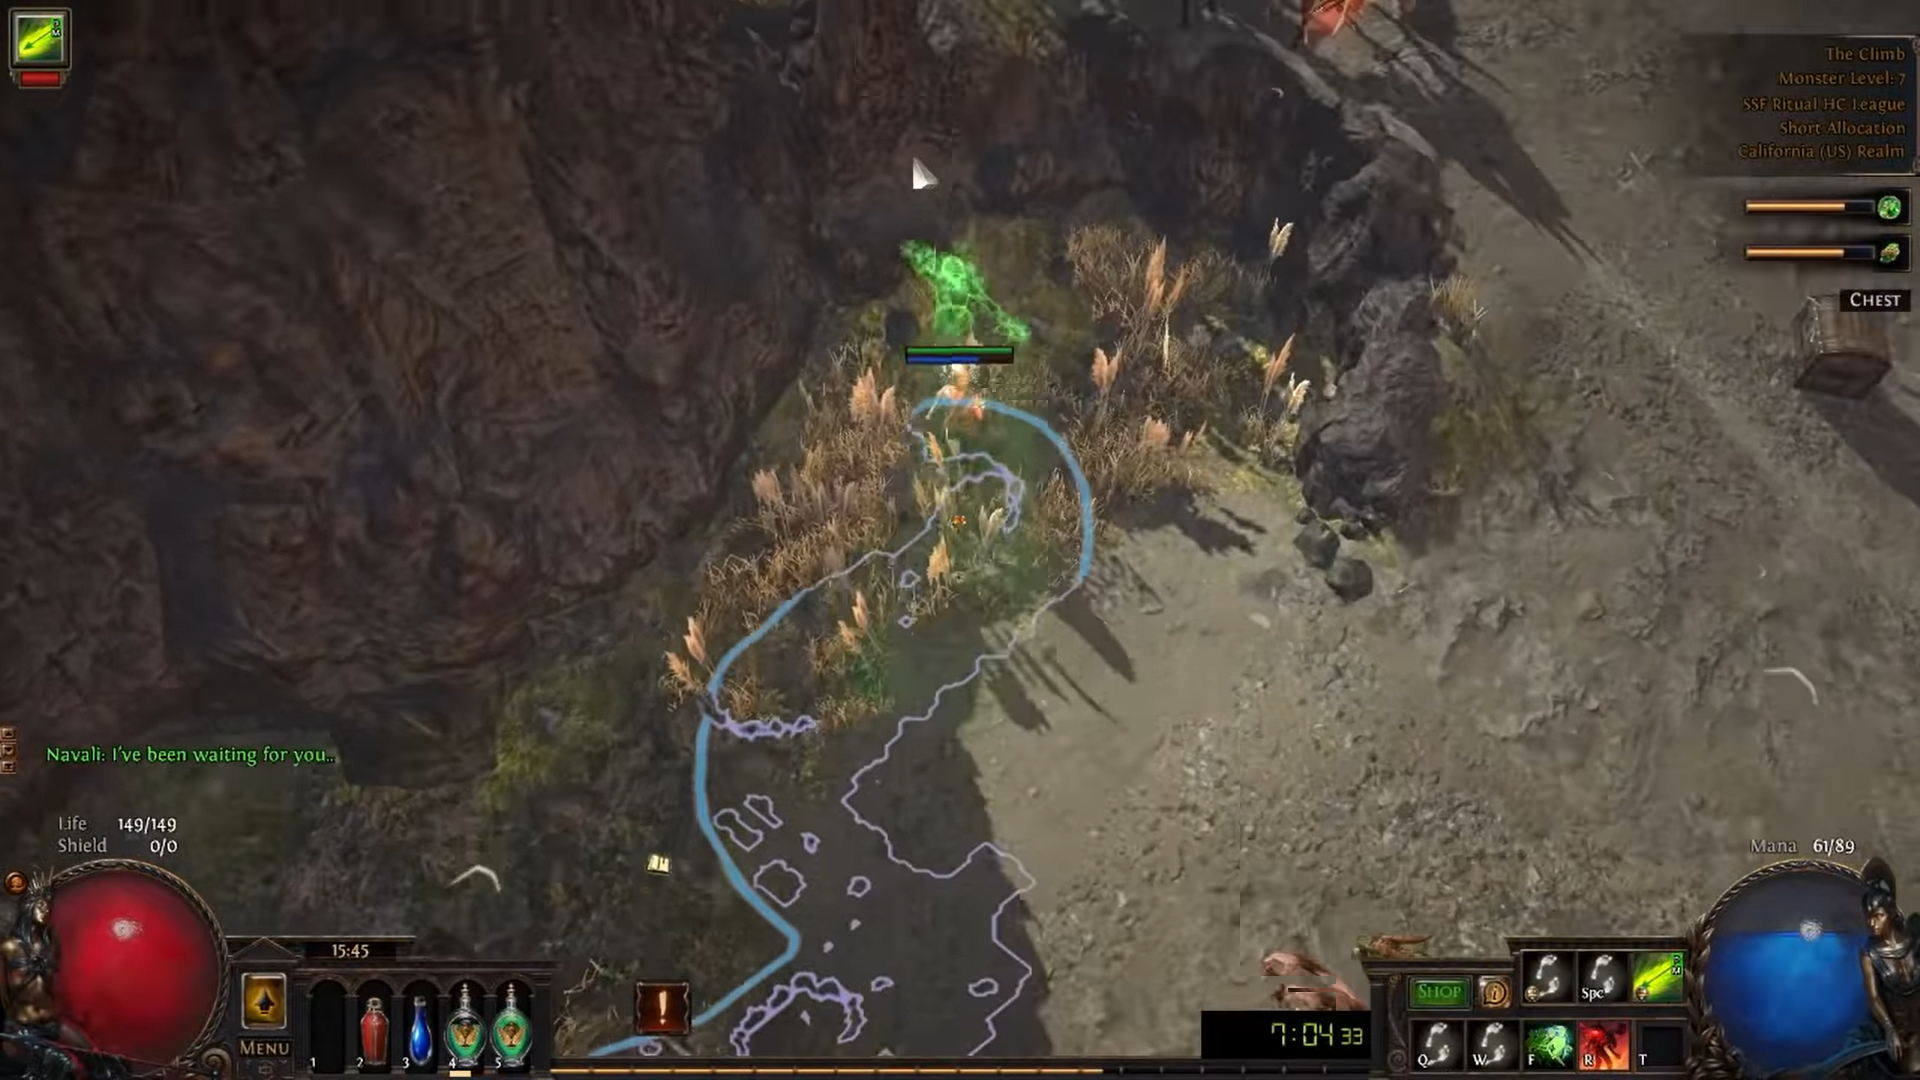 The Climb
Monster Level: 7
SSF Ritual HC League
Short Allocation
California (US) Realm
CHEST
Navali: I've been waiting for you..
Life 149/149
Shield 0/0
Mana 61/89
15:45
MENU
1 2 3 4 5
7:04 33
SHOP
Spc
Q W F R T